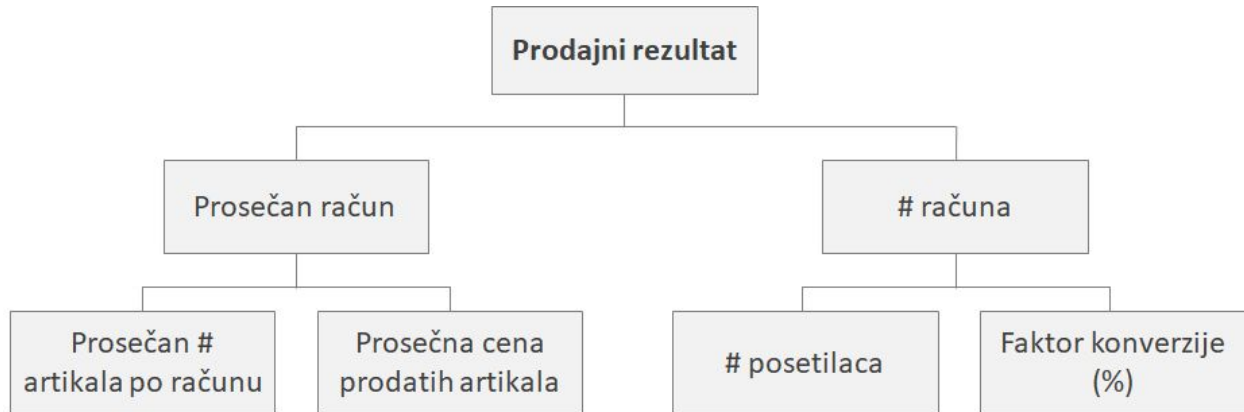 Prodajni rezultat
Prosečan račun
# računa
Prosečan #
artikala po računu
Prosečna cena
prodatih artikala
# posetilaca
Faktor konverzije
(%)